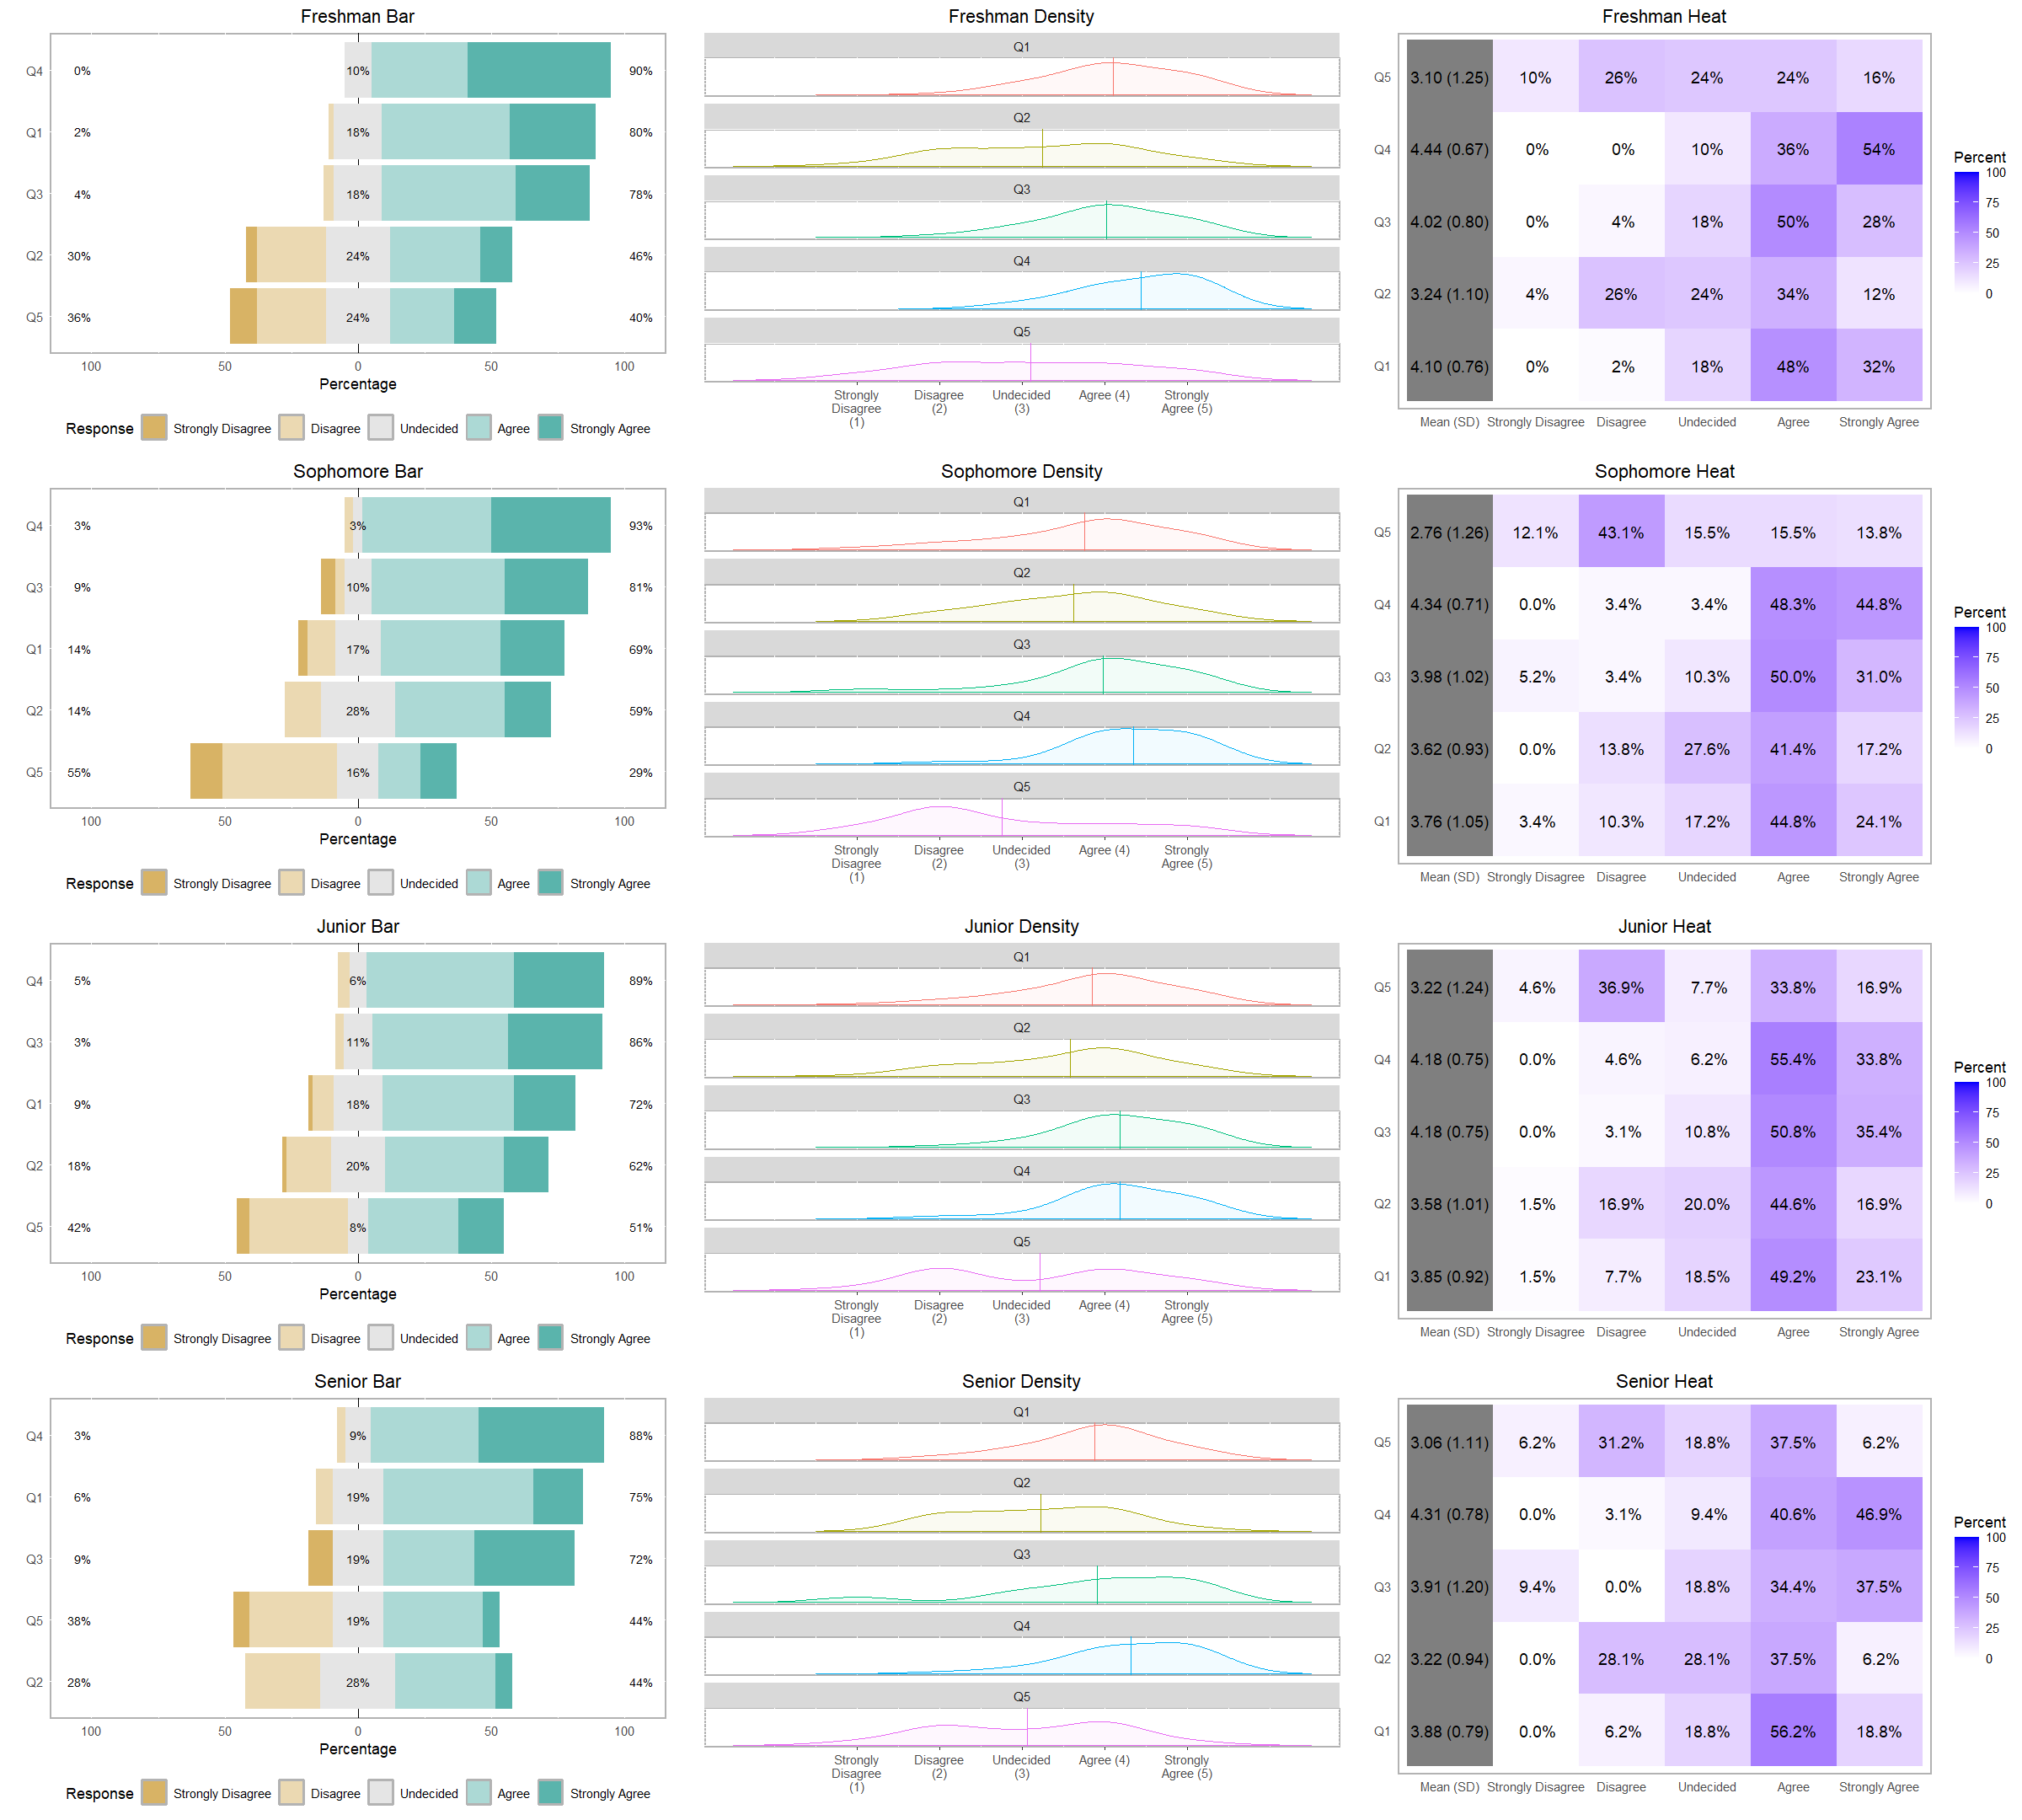 Freshman Bar
Q4 0% 10% 90%
Q1 2% 18% 80%
Q3 4% 18% 78%
Q2 30% 24% 46%
Q5 36% 24% 40%
100 50 0 50 100
Percentage
Response Strongly Disagree Disagree Undecided Agree Strongly Agree
Freshman Density
Q1
Q2
Q3
Q4
Q5
Strongly Disagree (1) Disagree (2) Undecided (3) Agree (4) Strongly Agree (5)
Freshman Heat
Q5 3.10 (1.25) 10% 26% 24% 24% 16%
Q4 4.44 (0.67) 0% 0% 10% 36% 54%
Q3 4.02 (0.80) 0% 4% 18% 50% 28%
Q2 3.24 (1.10) 4% 26% 24% 34% 12%
Q1 4.10 (0.76) 0% 2% 18% 48% 32%
Mean (SD) Strongly Disagree Disagree Undecided Agree Strongly Agree
Percent
100
75
50
25
0
Sophomore Bar
Q4 3% 3% 93%
Q3 9% 10% 81%
Q1 14% 17% 69%
Q2 14% 28% 59%
Q5 55% 16% 29%
100 50 0 50 100
Percentage
Response Strongly Disagree Disagree Undecided Agree Strongly Agree
Sophomore Density
Q1
Q2
Q3
Q4
Q5
Strongly Disagree (1) Disagree (2) Undecided (3) Agree (4) Strongly Agree (5)
Sophomore Heat
Q5 2.76 (1.26) 12.1% 43.1% 15.5% 15.5% 13.8%
Q4 4.34 (0.71) 0.0% 3.4% 3.4% 48.3% 44.8%
Q3 3.98 (1.02) 5.2% 3.4% 10.3% 50.0% 31.0%
Q2 3.62 (0.93) 0.0% 13.8% 27.6% 41.4% 17.2%
Q1 3.76 (1.05) 3.4% 10.3% 17.2% 44.8% 24.1%
Mean (SD) Strongly Disagree Disagree Undecided Agree Strongly Agree
Percent
100
75
50
25
0
Junior Bar
Q4 5% 6% 89%
Q3 3% 11% 86%
Q1 9% 18% 72%
Q2 18% 20% 62%
Q5 42% 8% 51%
100 50 0 50 100
Percentage
Response Strongly Disagree Disagree Undecided Agree Strongly Agree
Junior Density
Q1
Q2
Q3
Q4
Q5
Strongly Disagree (1) Disagree (2) Undecided (3) Agree (4) Strongly Agree (5)
Junior Heat
Q5 3.22 (1.24) 4.6% 36.9% 7.7% 33.8% 16.9%
Q4 4.18 (0.75) 0.0% 4.6% 6.2% 55.4% 33.8%
Q3 4.18 (0.75) 0.0% 3.1% 10.8% 50.8% 35.4%
Q2 3.58 (1.01) 1.5% 16.9% 20.0% 44.6% 16.9%
Q1 3.85 (0.92) 1.5% 7.7% 18.5% 49.2% 23.1%
Mean (SD) Strongly Disagree Disagree Undecided Agree Strongly Agree
Percent
100
75
50
25
0
Senior Bar
Q4 3% 9% 88%
Q1 6% 19% 75%
Q3 9% 19% 72%
Q5 38% 19% 44%
Q2 28% 28% 44%
100 50 0 50 100
Percentage
Response Strongly Disagree Disagree Undecided Agree Strongly Agree
Senior Density
Q1
Q2
Q3
Q4
Q5
Strongly Disagree (1) Disagree (2) Undecided (3) Agree (4) Strongly Agree (5)
Senior Heat
Q5 3.06 (1.11) 6.2% 31.2% 18.8% 37.5% 6.2%
Q4 4.31 (0.78) 0.0% 3.1% 9.4% 40.6% 46.9%
Q3 3.91 (1.20) 9.4% 0.0% 18.8% 34.4% 37.5%
Q2 3.22 (0.94) 0.0% 28.1% 28.1% 37.5% 6.2%
Q1 3.88 (0.79) 0.0% 6.2% 18.8% 56.2% 18.8%
Mean (SD) Strongly Disagree Disagree Undecided Agree Strongly Agree
Percent
100
75
50
25
0